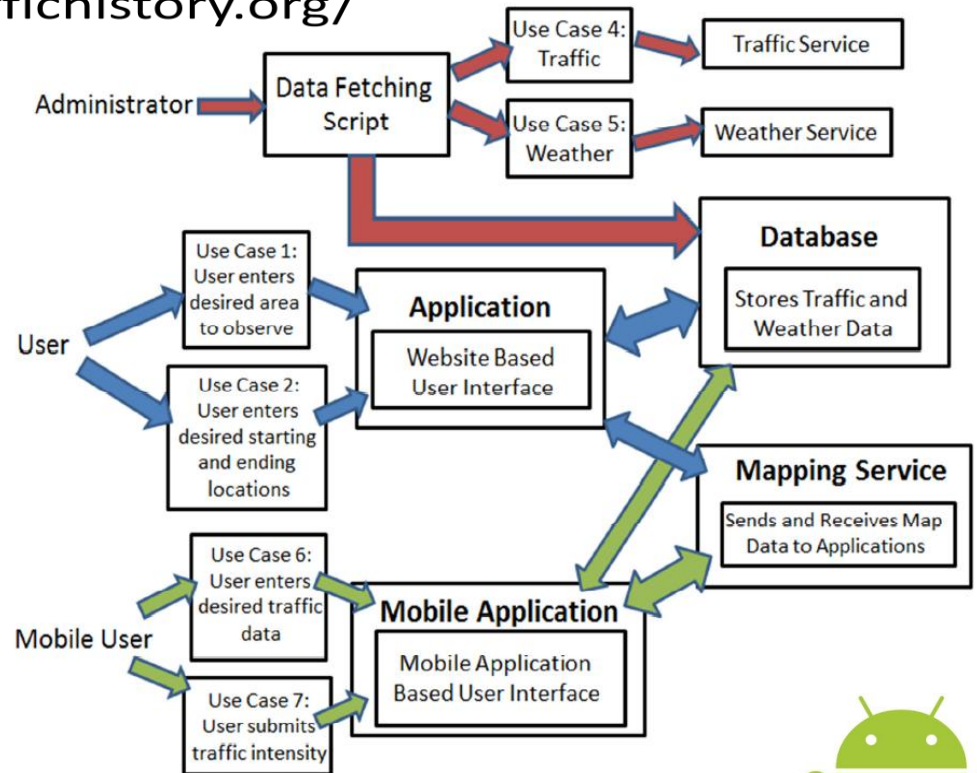 ffichistory.org/
Administrator
Data Fetching
Script
Use Case 4:
Traffic
Traffic Service
Use Case 5:
Weather
Weather Service
Database
Stores Traffic and
Weather Data
User
Use Case 1:
User enters
desired area
to observe
Use Case 2:
User enters
desired starting
and ending
locations
Application
Website Based
User Interface
Mapping Service
Sends and Receives Map
Data to Applications
Mobile User
Use Case 6:
User enters
desired traffic
data
Use Case 7:
User submits
traffic intensity
Mobile Application
Mobile Application
Based User Interface